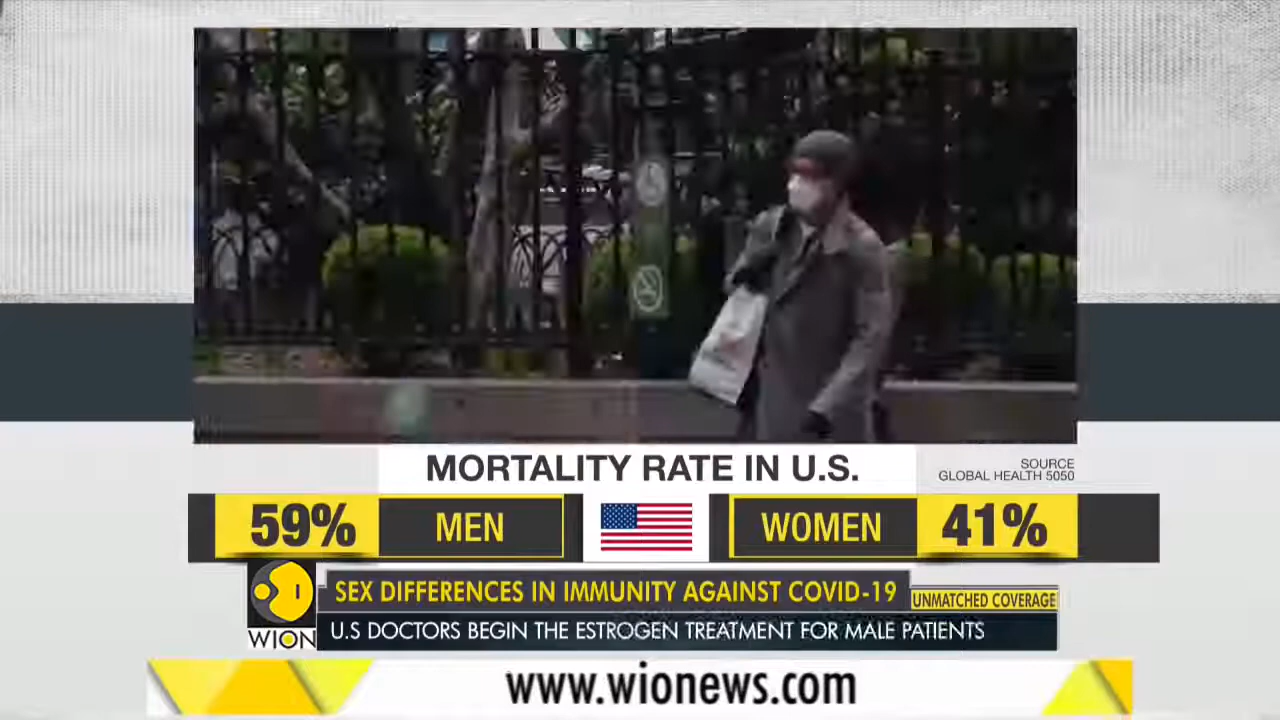 MORTALITY RATE IN U.S.
SOURCE
GLOBAL HEALTH 5050
59% MEN WOMEN 41%
SEX DIFFERENCES IN IMMUNITY AGAINST COVID-19
UNMATCHED COVERAGE
WION
U.S DOCTORS BEGIN THE ESTROGEN TREATMENT FOR MALE PATIENTS
www.wionews.com